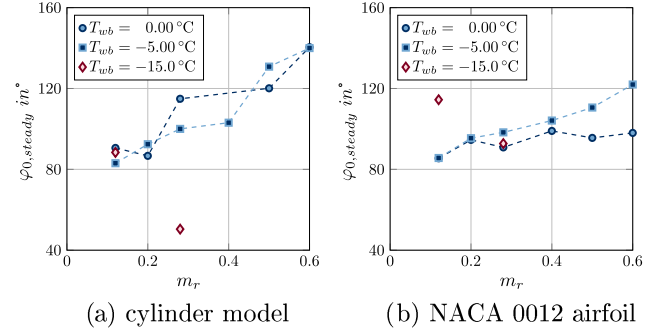 160
120
80
40
φ0,steady in°
T_wb = 0.00 °C
T_wb = −5.00 °C
T_wb = −15.0 °C
0
0.2
0.4
0.6
m_r
(a) cylinder model
160
120
80
40
φ0,steady in°
T_wb = 0.00 °C
T_wb = −5.00 °C
T_wb = −15.0 °C
0
0.2
0.4
0.6
m_r
(b) NACA 0012 airfoil